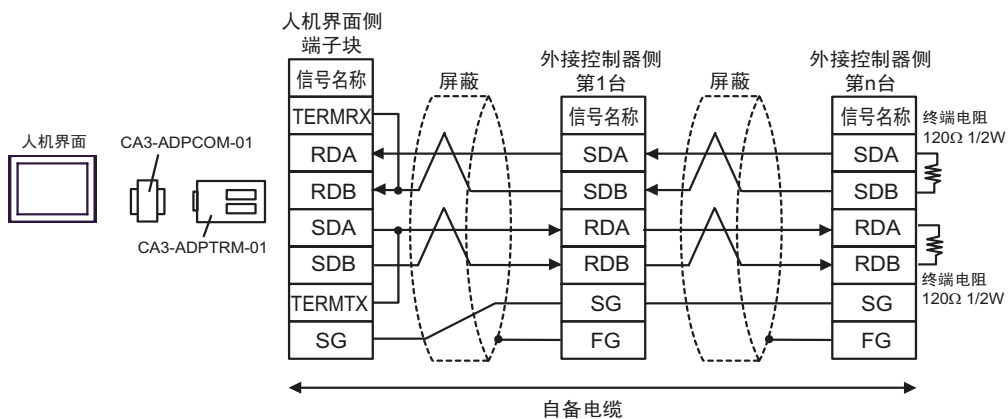 人机界面
CA3-ADPCOM-01
CA3-ADPTRM-01
人机界面侧
端子块
信号名称
TERMRX
RDA
RDB
SDA
SDB
TERMTX
SG
屏蔽
外接控制器侧
第1台
信号名称
SDA
SDB
RDA
RDB
SG
FG
屏蔽
外接控制器侧
第n台
信号名称
SDA
SDB
RDA
RDB
SG
FG
终端电阻
120Ω 1/2W
终端电阻
120Ω 1/2W
自备电缆